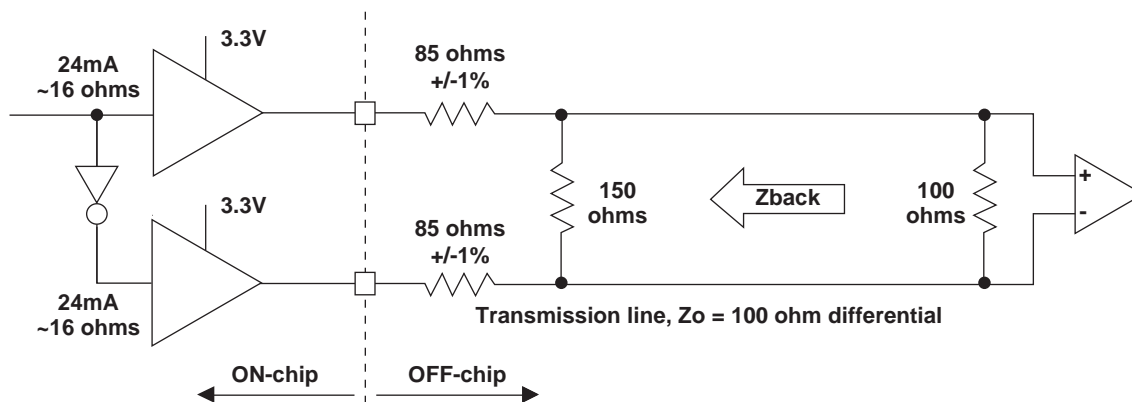 3.3V
24mA
~16 ohms
85 ohms
+/-1%
150
ohms
Zback
100
ohms
+
-
3.3V
85 ohms
+/-1%
24mA
~16 ohms
Transmission line, Zo = 100 ohm differential
ON-chip
OFF-chip